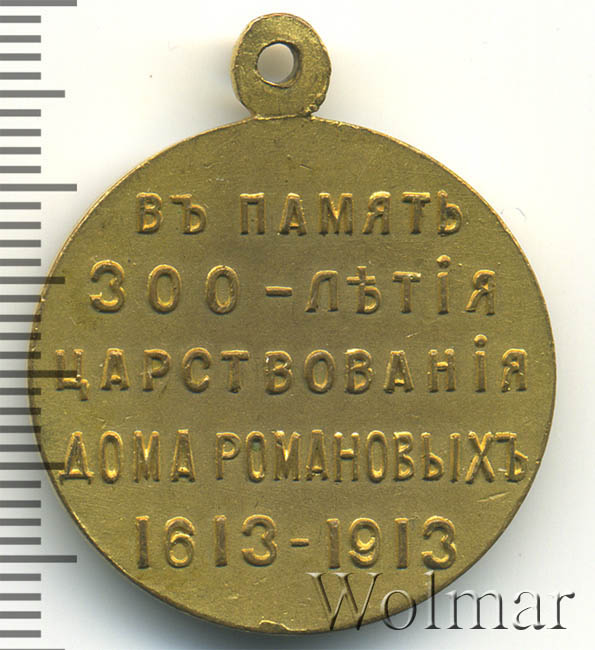 ВЪ ПАМЯТЬ
300-ЛѢТІЯ
ЦАРСТВОВАНІЯ
ДОМА РОМАНОВЫХЪ
1613-1913
Wolmar